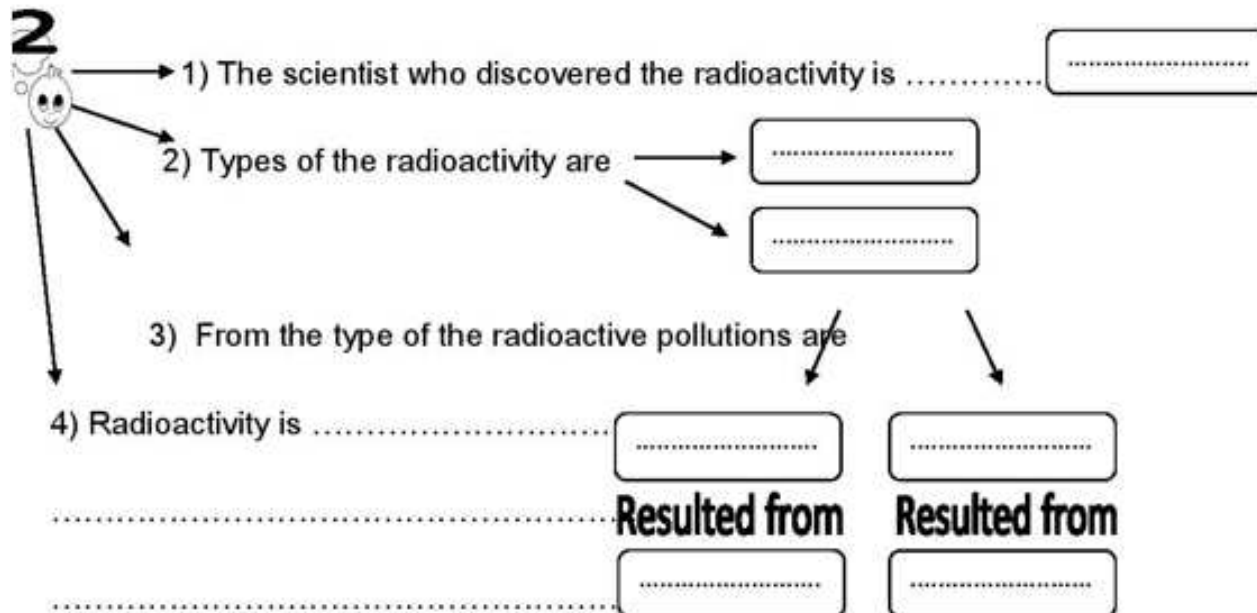 2
1) The scientist who discovered the radioactivity is ............... ..............................
2) Types of the radioactivity are ..............................
..............................
3) From the type of the radioactive pollutions are
4) Radioactivity is ................................. .............................. ..............................
............................................................... Resulted from Resulted from
............................................................... .............................. ..............................